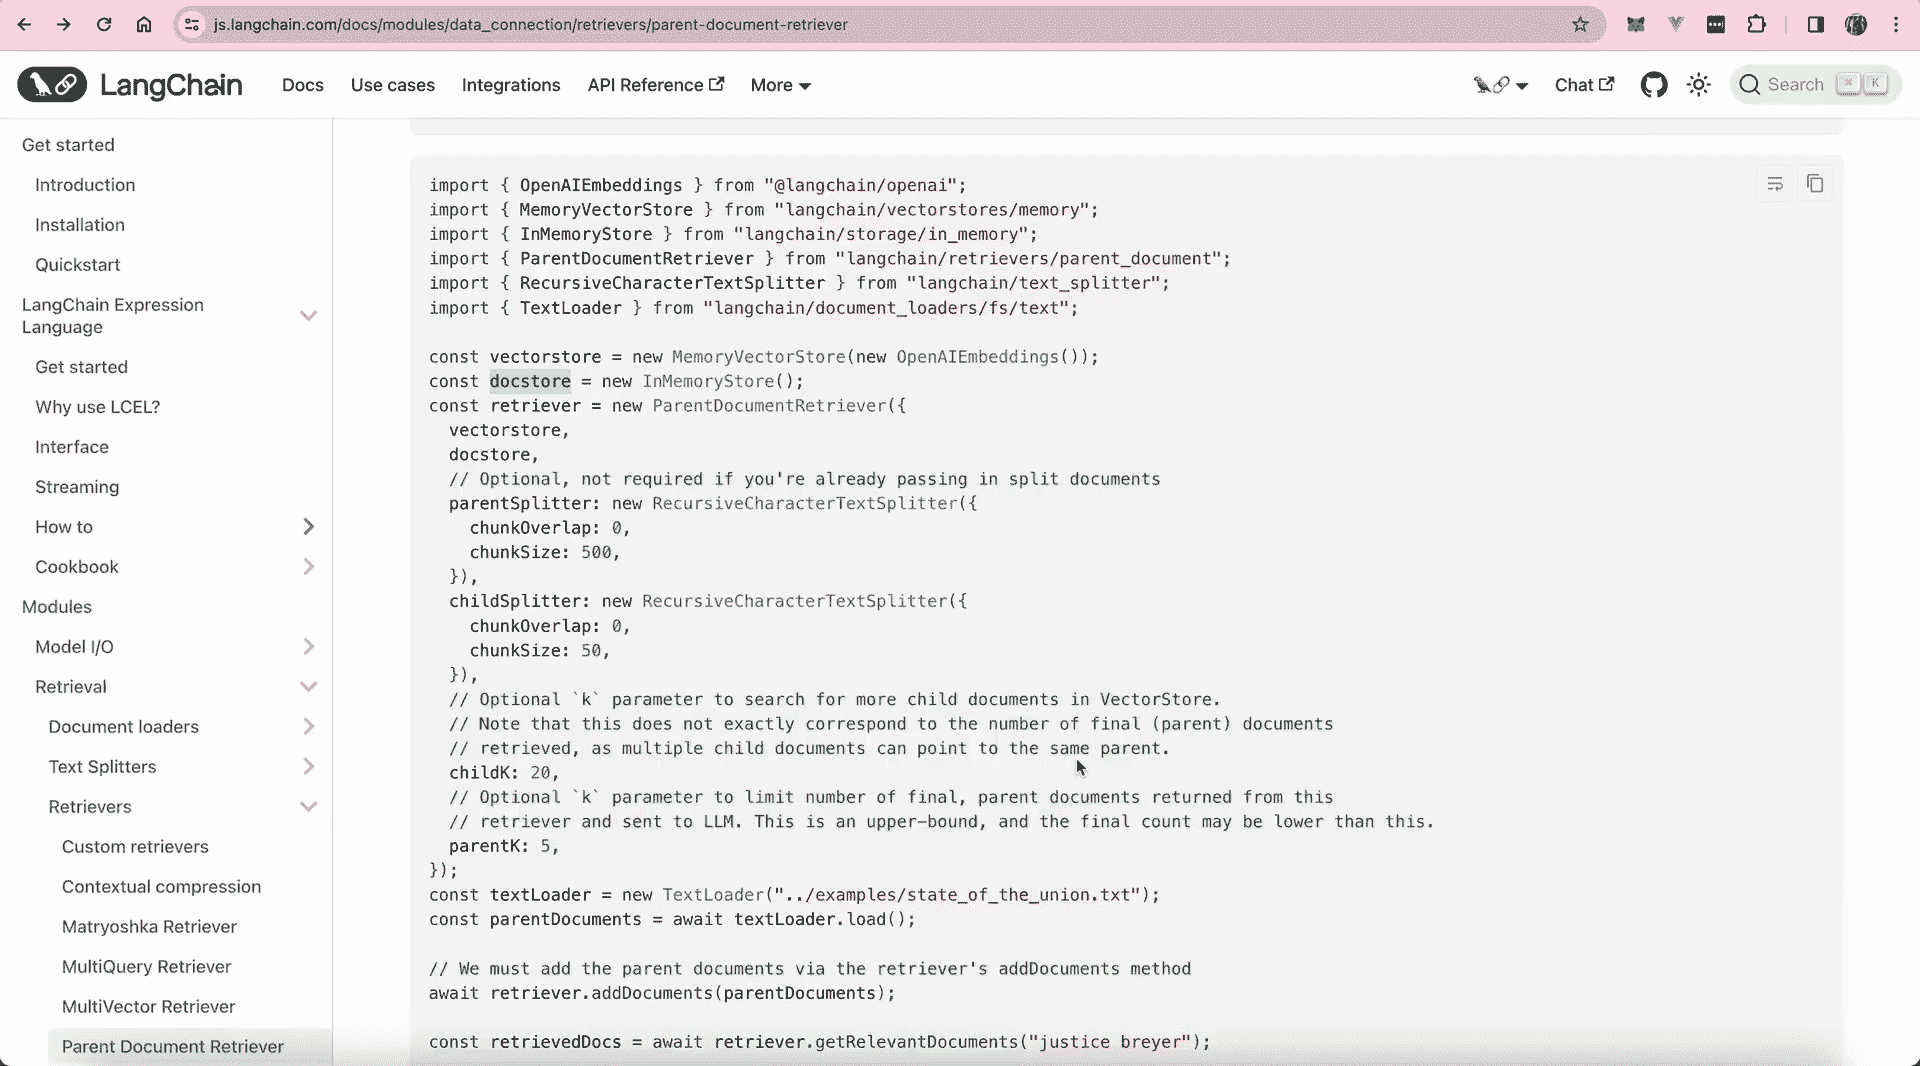 js.langchain.com/docs/modules/data_connection/retrievers/parent-document-retriever
LangChain
Docs
Use cases
Integrations
API Reference
More
Chat
Search
⌘ K
Get started
Introduction
Installation
Quickstart
LangChain Expression
Language
Get started
Why use LCEL?
Interface
Streaming
How to
Cookbook
Modules
Model I/O
Retrieval
Document loaders
Text Splitters
Retrievers
Custom retrievers
Contextual compression
Matryoshka Retriever
MultiQuery Retriever
MultiVector Retriever
Parent Document Retriever
import { OpenAIEmbeddings } from "@langchain/openai";
import { MemoryVectorStore } from "langchain/vectorstores/memory";
import { InMemoryStore } from "langchain/storage/in_memory";
import { ParentDocumentRetriever } from "langchain/retrievers/parent_document";
import { RecursiveCharacterTextSplitter } from "langchain/text_splitter";
import { TextLoader } from "langchain/document_loaders/fs/text";

const vectorstore = new MemoryVectorStore(new OpenAIEmbeddings());
const docstore = new InMemoryStore();
const retriever = new ParentDocumentRetriever({
  vectorstore,
  docstore,
  // Optional, not required if you're already passing in split documents
  parentSplitter: new RecursiveCharacterTextSplitter({
    chunkOverlap: 0,
    chunkSize: 500,
  }),
  childSplitter: new RecursiveCharacterTextSplitter({
    chunkOverlap: 0,
    chunkSize: 50,
  }),
  // Optional `k` parameter to search for more child documents in VectorStore.
  // Note that this does not exactly correspond to the number of final (parent) documents
  // retrieved, as multiple child documents can point to the same parent.
  childK: 20,
  // Optional `k` parameter to limit number of final, parent documents returned from this
  // retriever and sent to LLM. This is an upper-bound, and the final count may be lower than this.
  parentK: 5,
});
const textLoader = new TextLoader("../examples/state_of_the_union.txt");
const parentDocuments = await textLoader.load();

// We must add the parent documents via the retriever's addDocuments method
await retriever.addDocuments(parentDocuments);

const retrievedDocs = await retriever.getRelevantDocuments("justice breyer");